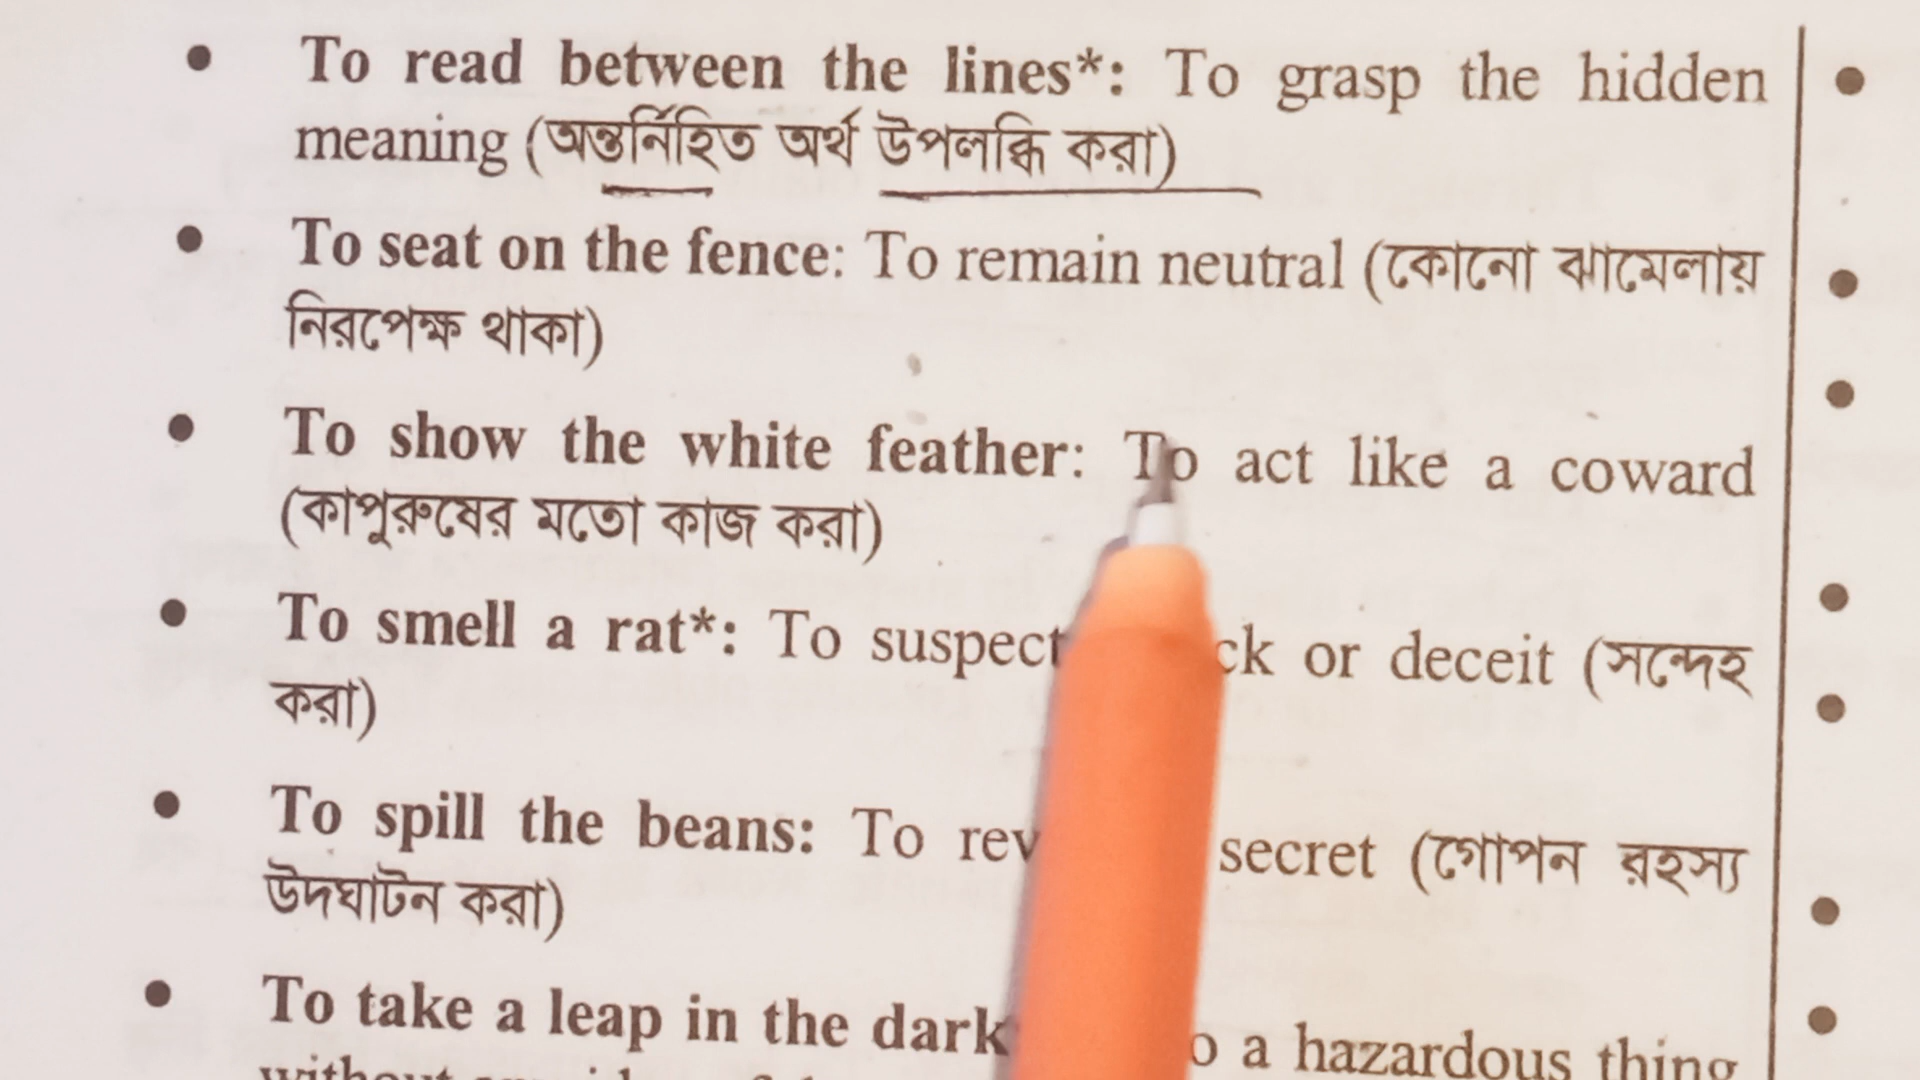 • To read between the lines*: To grasp the hidden
meaning (অন্তর্নিহিত অর্থ উপলব্ধি করা)
• To seat on the fence: To remain neutral (কোনো ঝামেলায়
নিরপেক্ষ থাকা)
• To show the white feather: To act like a coward
(কাপুরুষের মতো কাজ করা)
• To smell a rat*: To suspect or deceit (সন্দেহ
করা)
• To spill the beans: To secret (গোপন রহস্য
উদঘাটন করা)
• To take a leap in the dark a hazardous thing
without